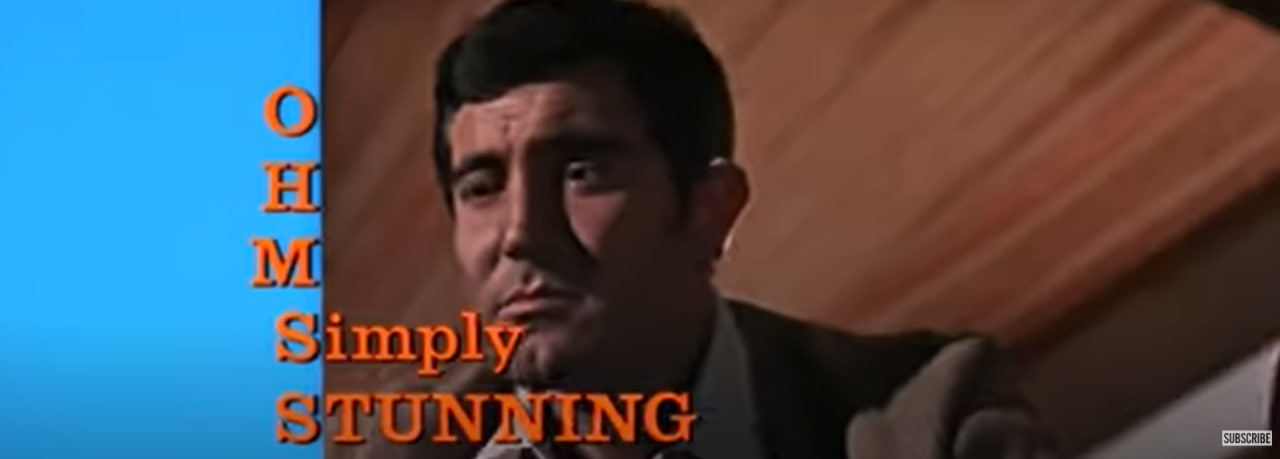 O
H
M
Simply
STUNNING
SUBSCRIBE